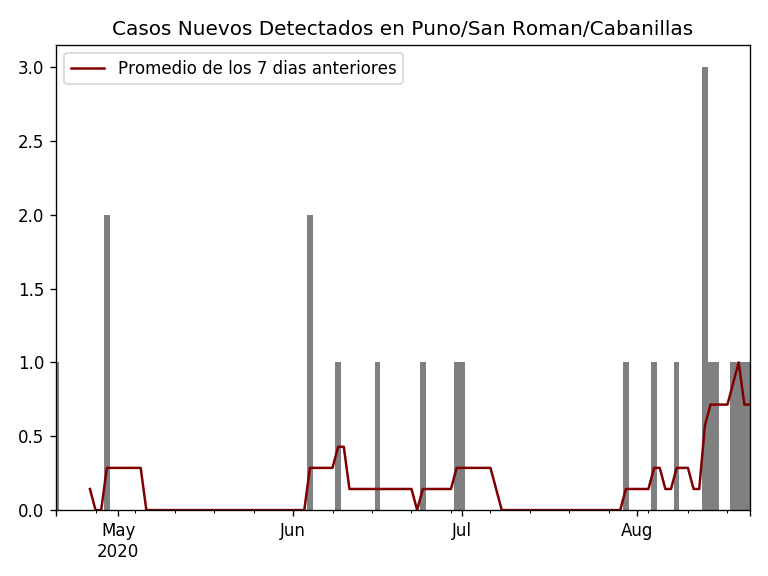 Casos Nuevos Detectados en Puno/San Roman/Cabanillas
Promedio de los 7 dias anteriores
3.0
2.5
2.0
1.5
1.0
0.5
0.0
May Jun Jul Aug
2020